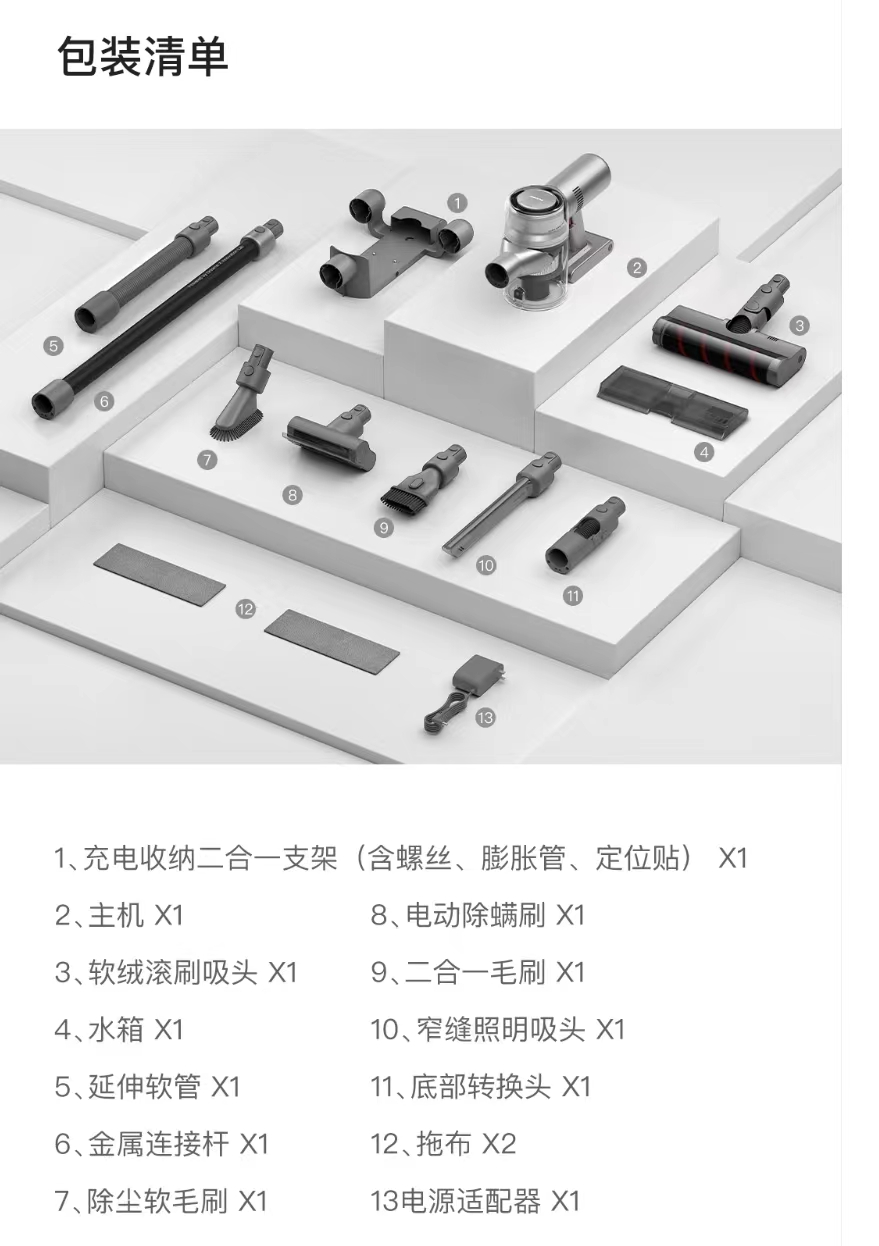 包装清单
1
2
3
4
5
6
7
8
9
10
11
12
13
1、充电收纳二合一支架（含螺丝、膨胀管、定位贴） X1
2、主机 X1
8、电动除螨刷 X1
3、软绒滚刷吸头 X1
9、二合一毛刷 X1
4、水箱 X1
10、窄缝照明吸头 X1
5、延伸软管 X1
11、底部转换头 X1
6、金属连接杆 X1
12、拖布 X2
7、除尘软毛刷 X1
13电源适配器 X1